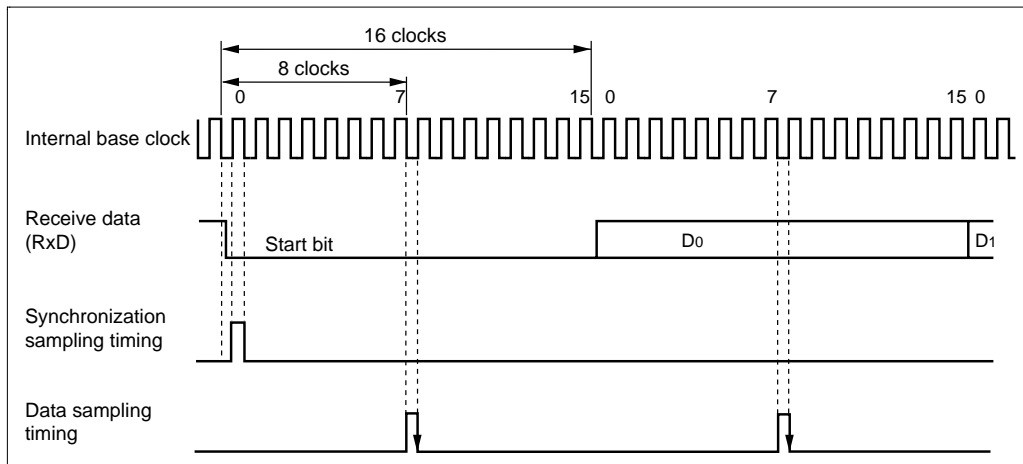 16 clocks
8 clocks
0 7 15 0 7 15 0
Internal base clock
Receive data
(RxD)
Start bit D0 D1
Synchronization
sampling timing
Data sampling
timing